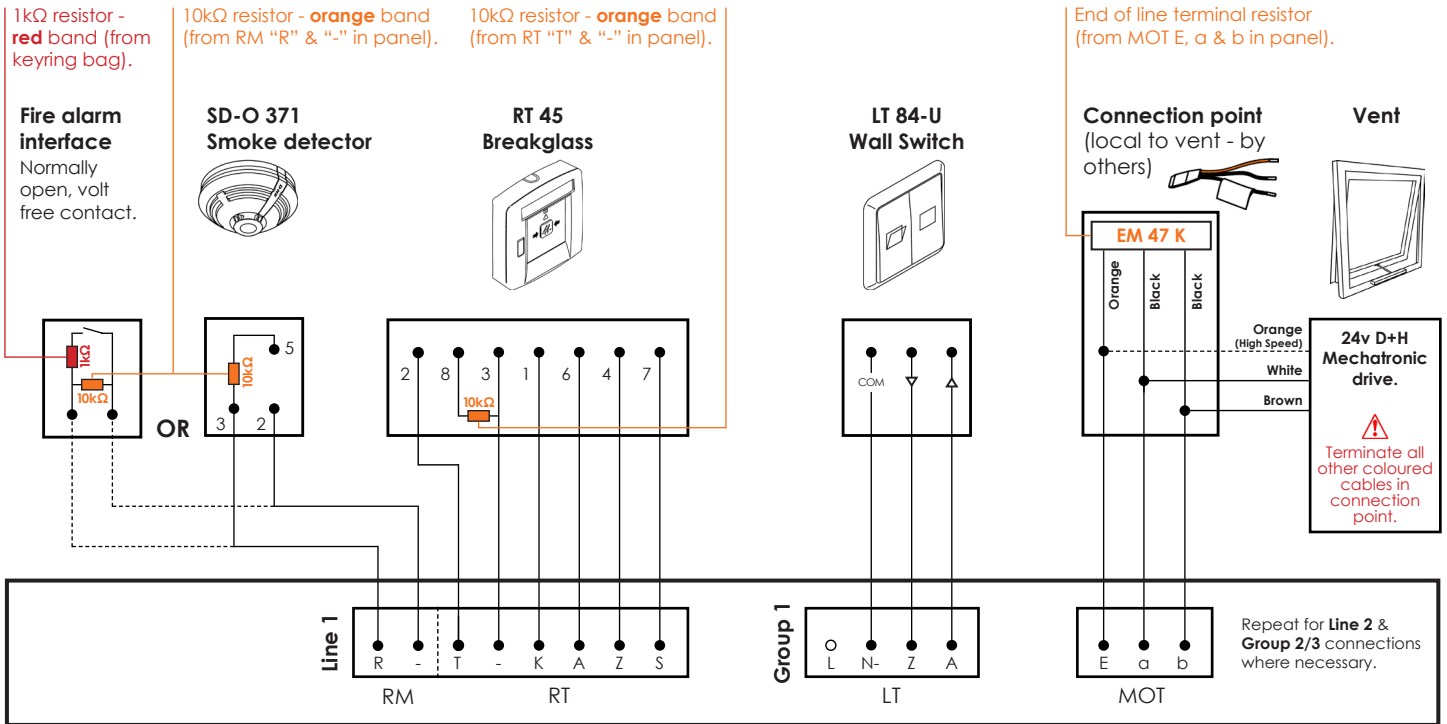 1kΩ resistor -
red band (from
keyring bag).
10kΩ resistor - orange band
(from RM “R” & “-” in panel).
10kΩ resistor - orange band
(from RT “T” & “-” in panel).
End of line terminal resistor
(from MOT E, a & b in panel).
Fire alarm
interface
Normally
open, volt
free contact.
SD-O 371
Smoke detector
RT 45
Breakglass
LT 84-U
Wall Switch
Connection point
(local to vent - by
others)
Vent
1kΩ
10kΩ
OR
10kΩ
5
3
2
2
8
3
1
6
4
7
10kΩ
COM
EM 47 K
Orange
Black
Black
Orange
(High Speed)
White
Brown
24v D+H
Mechatronic
drive.
Terminate all
other coloured
cables in
connection
point.
Line 1
R
-
T
-
K
A
Z
S
RM
RT
Group 1
L
N-
Z
A
LT
E
a
b
MOT
Repeat for Line 2 &
Group 2/3 connections
where necessary.